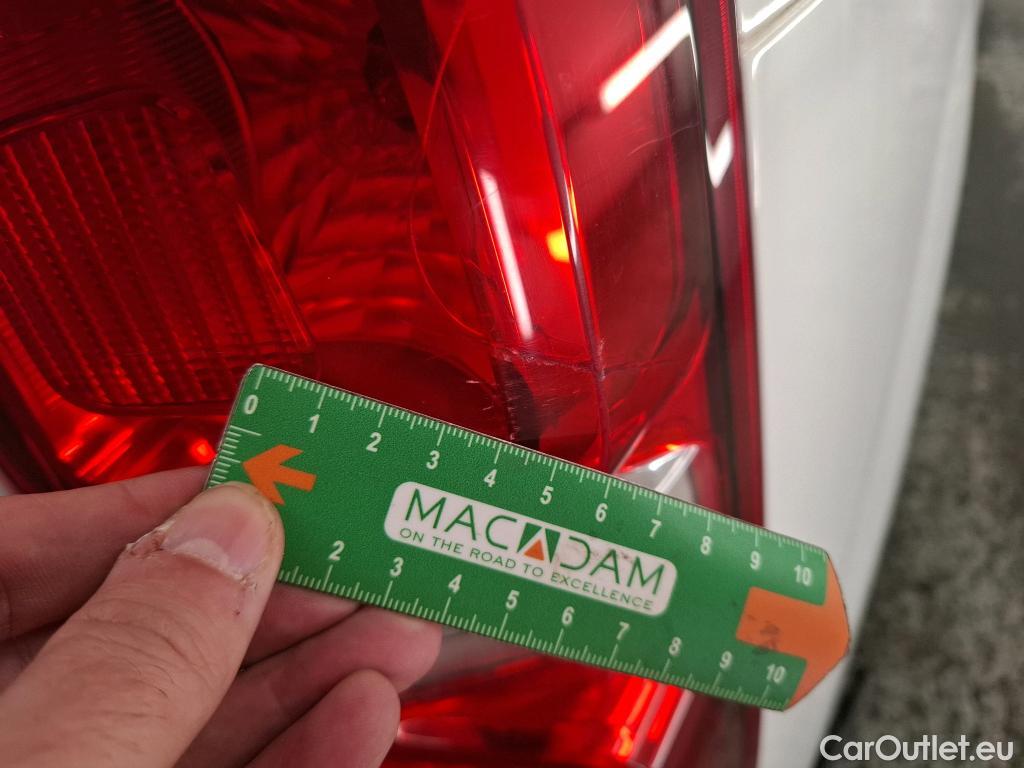 0 1 2 3 4 5 6 7 8 9 10
MACADAM
ON THE ROAD TO EXCELLENCE
2 3 4 5 6 7 8 9 10
CarOutlet.eu